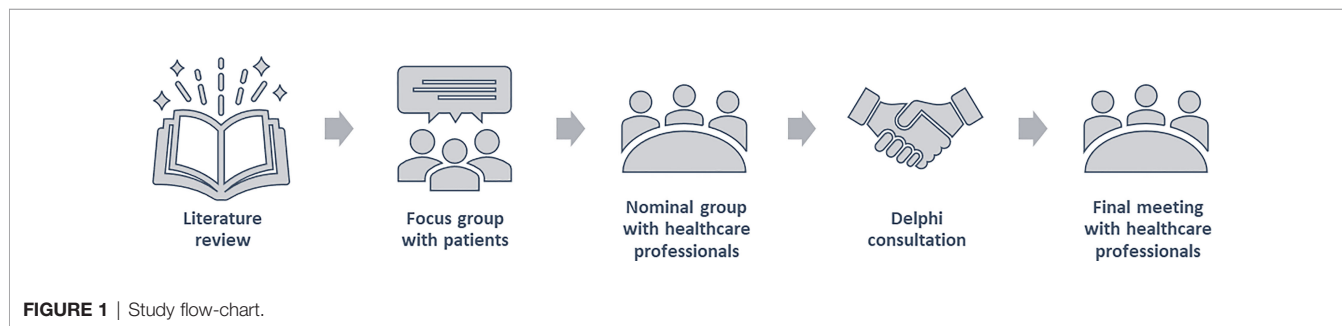 Literature
review
Focus group
with patients
Nominal group
with healthcare
professionals
Delphi
consultation
Final meeting
with healthcare
professionals
FIGURE 1 | Study flow-chart.